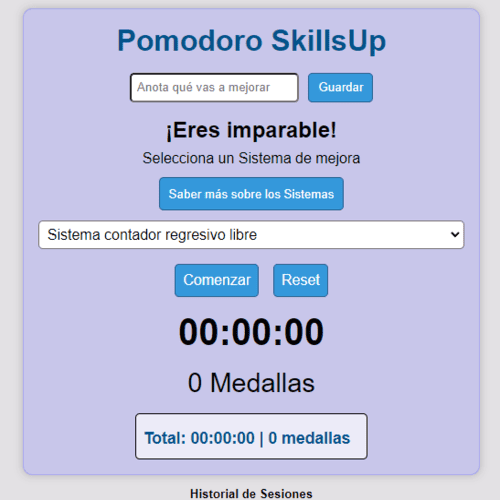 Pomodoro SkillsUp
Anota qué vas a mejorar Guardar
¡Eres imparable!
Selecciona un Sistema de mejora
Saber más sobre los Sistemas
Sistema contador regresivo libre
Comenzar Reset
00:00:00
0 Medallas
Total: 00:00:00 | 0 medallas
Historial de Sesiones